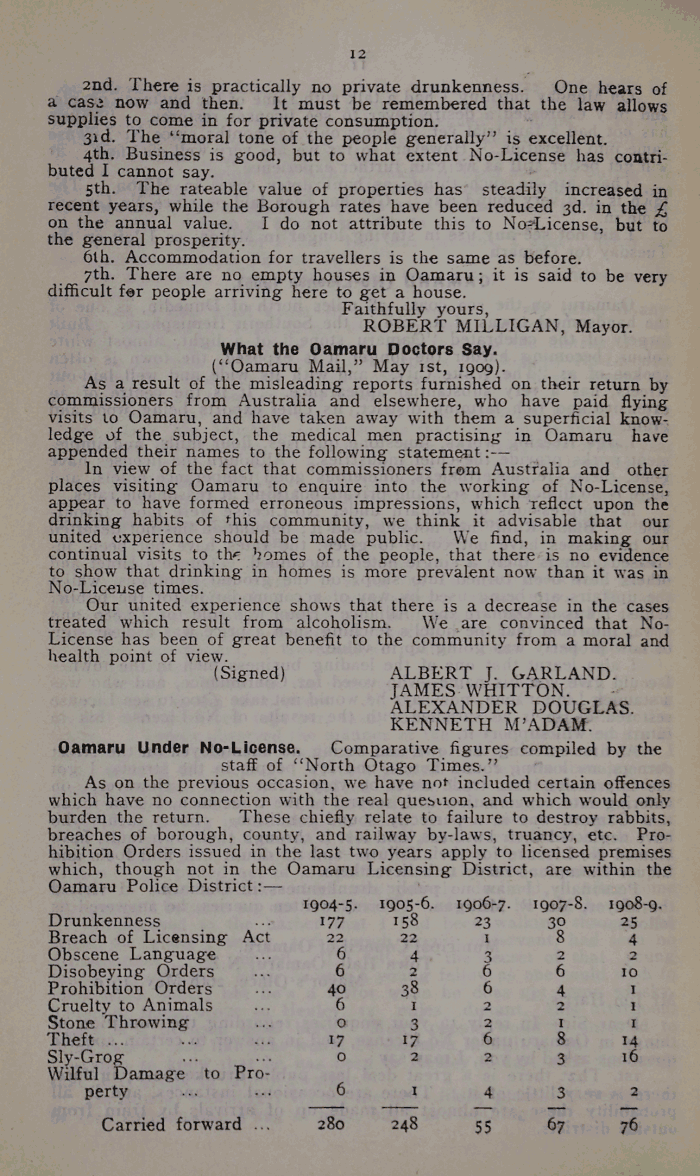 12
2nd. There is practically no private drunkenness. One hears of
a case now and then. It must be remembered that the law allows
supplies to come in for private consumption.
3rd. The "moral tone of the people generally" is excellent.
4th. Business is good, but to what extent No-License has contri-
buted I cannot say.
5th. The rateable value of properties has steadily increased in
recent years, while the Borough rates have been reduced 3d. in the £
on the annual value. I do not attribute this to No-License, but to
the general prosperity.
6th. Accommodation for travellers is the same as before.
7th. There are no empty houses in Oamaru; it is said to be very
difficult for people arriving here to get a house.
Faithfully yours,
ROBERT MILLIGAN, Mayor.
What the Oamaru Doctors Say.
("Oamaru Mail," May 1st, 1909).
As a result of the misleading reports furnished on their return by
commissioners from Australia and elsewhere, who have paid flying
visits to Oamaru, and have taken away with them a superficial know-
ledge of the subject, the medical men practising in Oamaru have
appended their names to the following statement:—
In view of the fact that commissioners from Australia and other
places visiting Oamaru to enquire into the working of No-License,
appear to have formed erroneous impressions, which reflect upon the
drinking habits of this community, we think it advisable that our
united experience should be made public. We find, in making our
continual visits to the homes of the people, that there is no evidence
to show that drinking in homes is more prevalent now than it was in
No-License times.
Our united experience shows that there is a decrease in the cases
treated which result from alcoholism. We are convinced that No-
License has been of great benefit to the community from a moral and
health point of view.
(Signed) ALBERT J. GARLAND.
JAMES WHITTON.
ALEXANDER DOUGLAS.
KENNETH M'ADAM.
Oamaru Under No-License. Comparative figures compiled by the
staff of "North Otago Times."
As on the previous occasion, we have not included certain offences
which have no connection with the real question, and which would only
burden the return. These chiefly relate to failure to destroy rabbits,
breaches of borough, county, and railway by-laws, truancy, etc. Pro-
hibition Orders issued in the last two years apply to licensed premises
which, though not in the Oamaru Licensing District, are within the
Oamaru Police District:—
1904-5. 1905-6. 1906-7. 1907-8. 1908-9.
Drunkenness ... 177 158 23 30 25
Breach of Licensing Act 22 22 1 8 4
Obscene Language ... 6 4 3 2 2
Disobeying Orders ... 6 2 6 6 10
Prohibition Orders ... 40 38 6 4 1
Cruelty to Animals ... 6 1 2 2 1
Stone Throwing ... 0 3 2 1 1
Theft ... ... ... 17 17 6 8 14
Sly-Grog ... ... 0 2 2 3 16
Wilful Damage to Pro-
perty ... ... 6 1 4 3 2
Carried forward ... 280 248 55 67 76